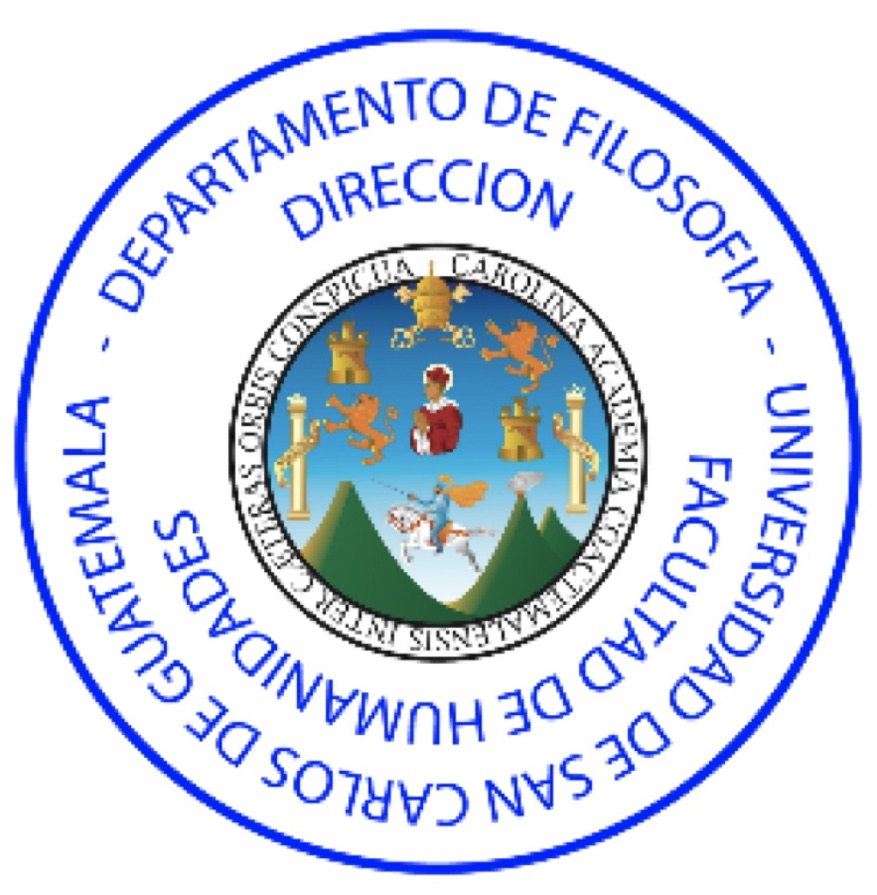 - DEPARTAMENTO DE FILOSOFIA -
DIRECCION
UNIVERSIDAD DE SAN CARLOS DE GUATEMALA
FACULTAD DE HUMANIDADES
CAROLINA ACADEMIA COACTEMALENSIS INTER CÆTERAS ORBIS CONSPICUA